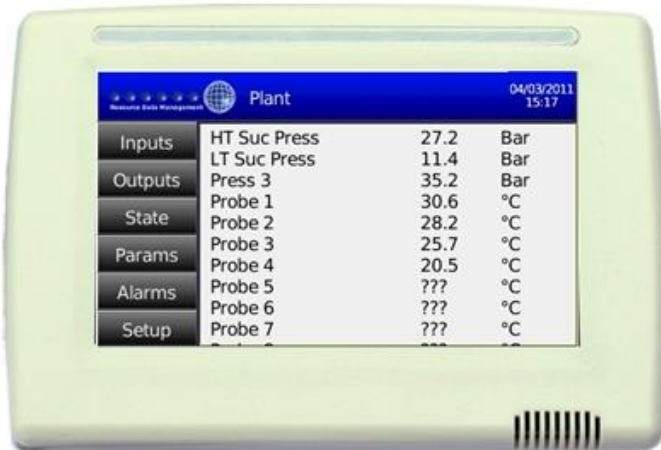 Resource Data Management
Plant
04/03/2011
15:17
Inputs
Outputs
State
Params
Alarms
Setup
HT Suc Press 27.2 Bar
LT Suc Press 11.4 Bar
Press 3 35.2 Bar
Probe 1 30.6 °C
Probe 2 28.2 °C
Probe 3 25.7 °C
Probe 4 20.5 °C
Probe 5 ??? °C
Probe 6 ??? °C
Probe 7 ??? °C